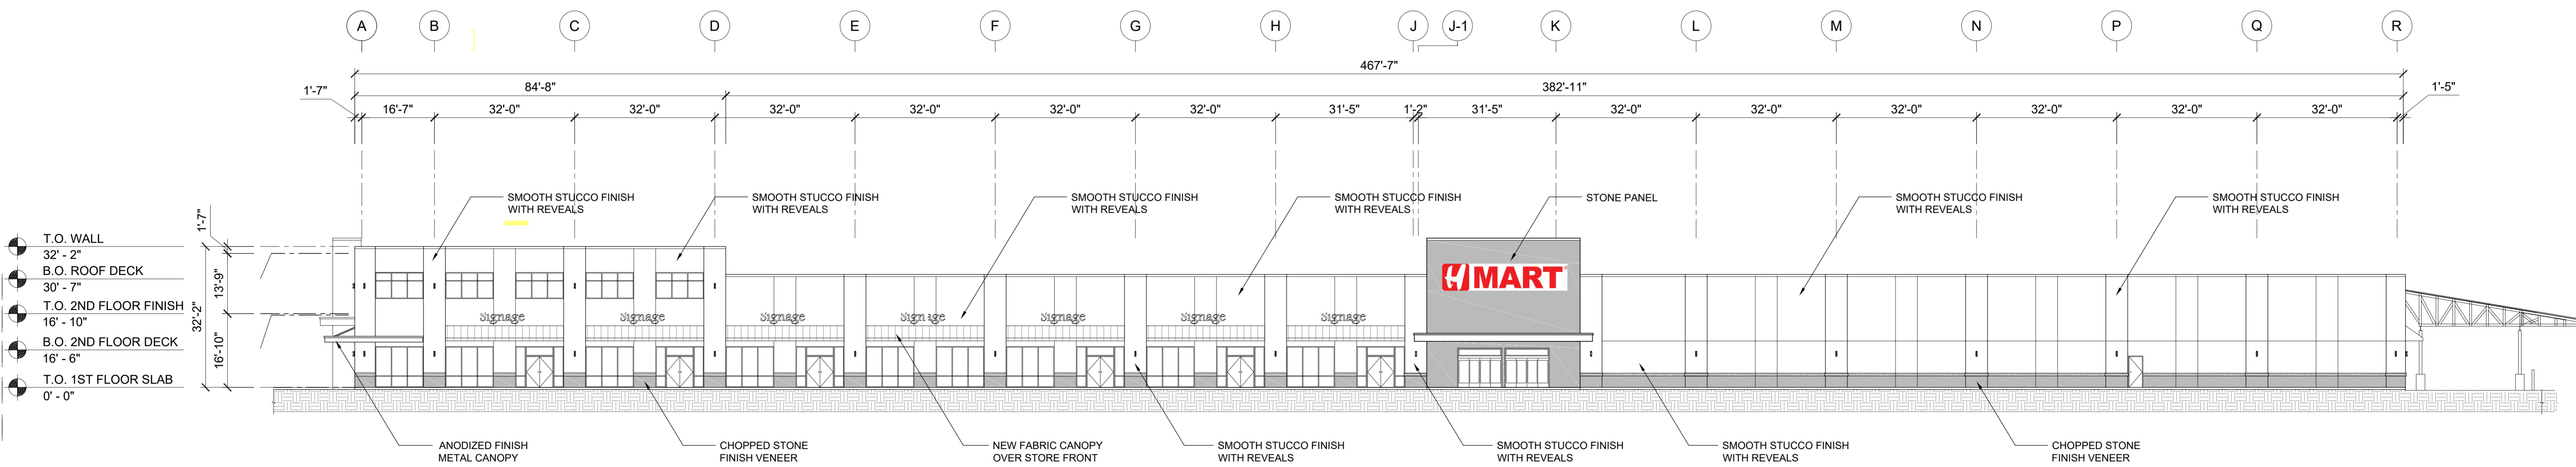 A B C D E F G H J J-1 K L M N P Q R
467'-7"
84'-8" 382'-11"
1'-7" 1'-5"
16'-7" 32'-0" 32'-0" 32'-0" 32'-0" 32'-0" 32'-0" 31'-5" 1'-2" 31'-5" 32'-0" 32'-0" 32'-0" 32'-0" 32'-0" 32'-0"
SMOOTH STUCCO FINISH
WITH REVEALS
SMOOTH STUCCO FINISH
WITH REVEALS
SMOOTH STUCCO FINISH
WITH REVEALS
SMOOTH STUCCO FINISH
WITH REVEALS
STONE PANEL
SMOOTH STUCCO FINISH
WITH REVEALS
SMOOTH STUCCO FINISH
WITH REVEALS
T.O. WALL
32' - 2"
B.O. ROOF DECK
30' - 7"
T.O. 2ND FLOOR FINISH
16' - 10"
B.O. 2ND FLOOR DECK
16' - 6"
T.O. 1ST FLOOR SLAB
0' - 0"
1'-7"
13'-9"
32'-2"
16'-10"
H MART
Signage Signage Signage Signage Signage Signage Signage
ANODIZED FINISH
METAL CANOPY
CHOPPED STONE
FINISH VENEER
NEW FABRIC CANOPY
OVER STORE FRONT
SMOOTH STUCCO FINISH
WITH REVEALS
SMOOTH STUCCO FINISH
WITH REVEALS
SMOOTH STUCCO FINISH
WITH REVEALS
CHOPPED STONE
FINISH VENEER